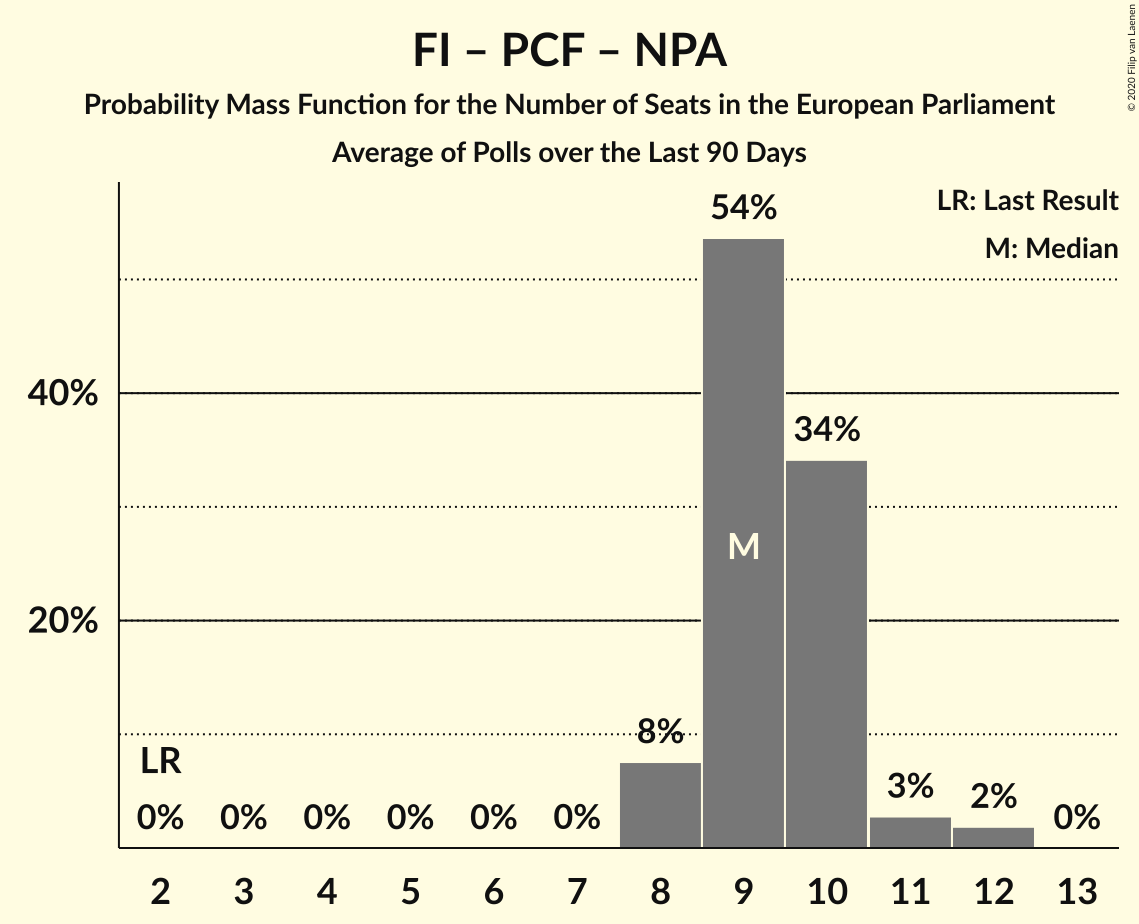 FI – PCF – NPA
Probability Mass Function for the Number of Seats in the European Parliament
Average of Polls over the Last 90 Days
© 2020 Filip van Laenen
LR: Last Result
M: Median
54%
40%
34%
M
20%
8%
LR
3%
2%
0% 0% 0% 0% 0% 0% 0%
2 3 4 5 6 7 8 9 10 11 12 13